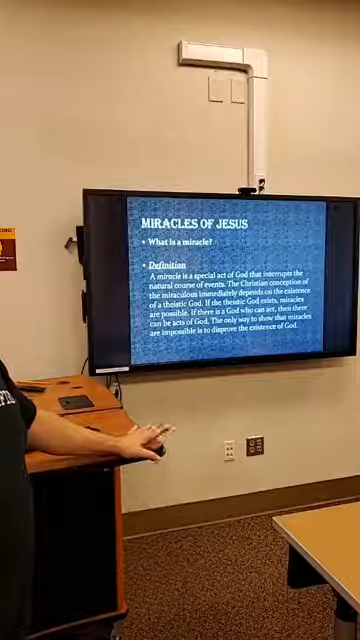 MIRACLES OF JESUS
• What is a miracle?
• Definition
A miracle is a special act of God that interrupts the
natural course of events. The Christian conception of
the miraculous immediately depends on the existence
of a theistic God. If the theistic God exists, miracles
are possible. If there is a God who can act, then there
can be acts of God. The only way to show that miracles
are impossible is to disprove the existence of God.